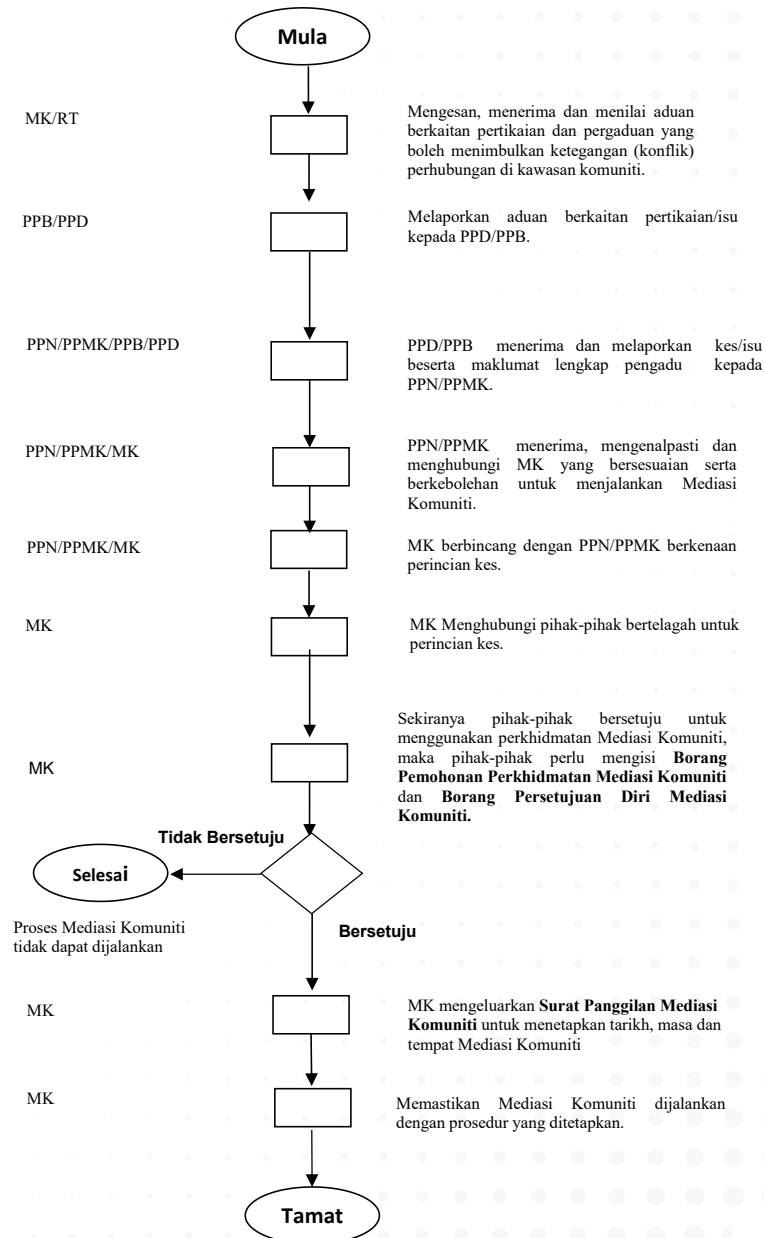 Mula
MK/RT
Mengesan, menerima dan menilai aduan
berkaitan pertikaian dan pergaduan yang
boleh menimbulkan ketegangan (konflik)
perhubungan di kawasan komuniti.
PPB/PPD
Melaporkan aduan berkaitan pertikaian/isu
kepada PPD/PPB.
PPN/PPMK/PPB/PPD
PPD/PPB menerima dan melaporkan kes/isu
beserta maklumat lengkap pengadu kepada
PPN/PPMK.
PPN/PPMK/MK
PPN/PPMK menerima, mengenalpasti dan
menghubungi MK yang bersesuaian serta
berkebolehan untuk menjalankan Mediasi
Komuniti.
PPN/PPMK/MK
MK berbincang dengan PPN/PPMK berkenaan
perincian kes.
MK
MK Menghubungi pihak-pihak bertelagah untuk
perincian kes.
MK
Sekiranya pihak-pihak bersetuju untuk
menggunakan perkhidmatan Mediasi Komuniti,
maka pihak-pihak perlu mengisi Borang
Pemohonan Perkhidmatan Mediasi Komuniti
dan Borang Persetujuan Diri Mediasi
Komuniti.
Tidak Bersetuju
Selesai
Proses Mediasi Komuniti
tidak dapat dijalankan
Bersetuju
MK
MK mengeluarkan Surat Panggilan Mediasi
Komuniti untuk menetapkan tarikh, masa dan
tempat Mediasi Komuniti
MK
Memastikan Mediasi Komuniti dijalankan
dengan prosedur yang ditetapkan.
Tamat